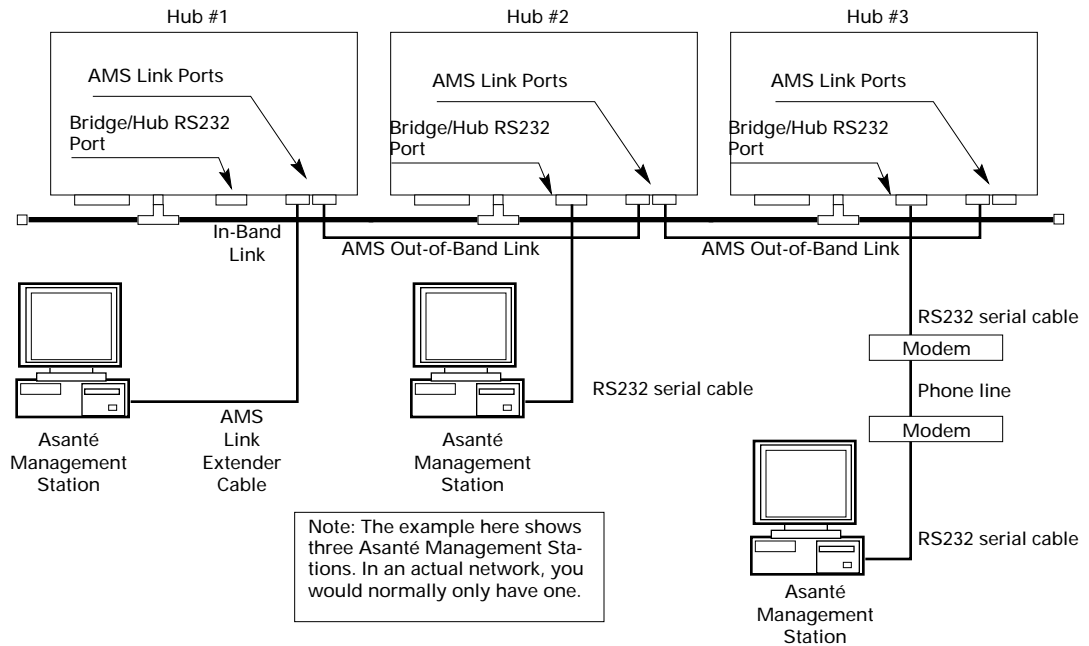 Hub #1
Hub #2
Hub #3
AMS Link Ports
AMS Link Ports
AMS Link Ports
Bridge/Hub RS232
Port
Bridge/Hub RS232
Port
Bridge/Hub RS232
Port
In-Band
Link
AMS Out-of-Band Link
AMS Out-of-Band Link
RS232 serial cable
Modem
Phone line
Modem
RS232 serial cable
RS232 serial cable
AMS
Link
Extender
Cable
Asanté
Management
Station
Asanté
Management
Station
Note: The example here shows
three Asanté Management Sta-
tions. In an actual network, you
would normally only have one.
Asanté
Management
Station